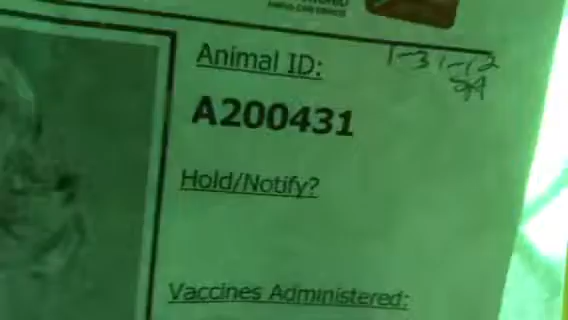 Animal ID:
1-31-12
A200431
Hold/Notify?
Vaccines Administered: